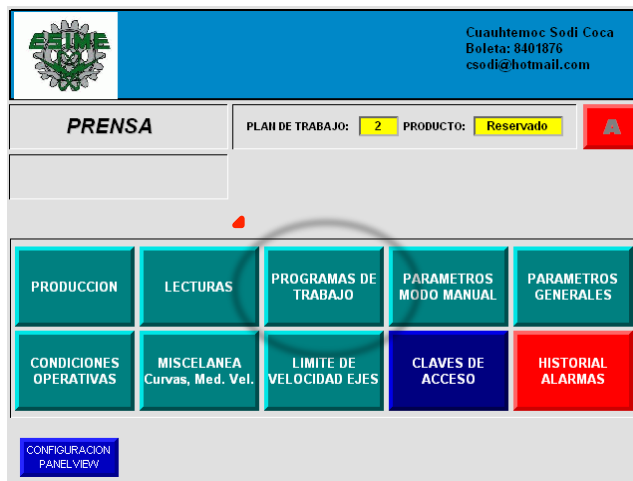 ESIME
Cuauhtemoc Sodi Coca
Boleta: 8401876
csodi@hotmail.com
PRENSA
PLAN DE TRABAJO: 2 PRODUCTO: Reservado
A
PRODUCCION
LECTURAS
PROGRAMAS DE
TRABAJO
PARAMETROS
MODO MANUAL
PARAMETROS
GENERALES
CONDICIONES
OPERATIVAS
MISCELANEA
Curvas, Med. Vel.
LIMITE DE
VELOCIDAD EJES
CLAVES DE
ACCESO
HISTORIAL
ALARMAS
CONFIGURACION
PANELVIEW